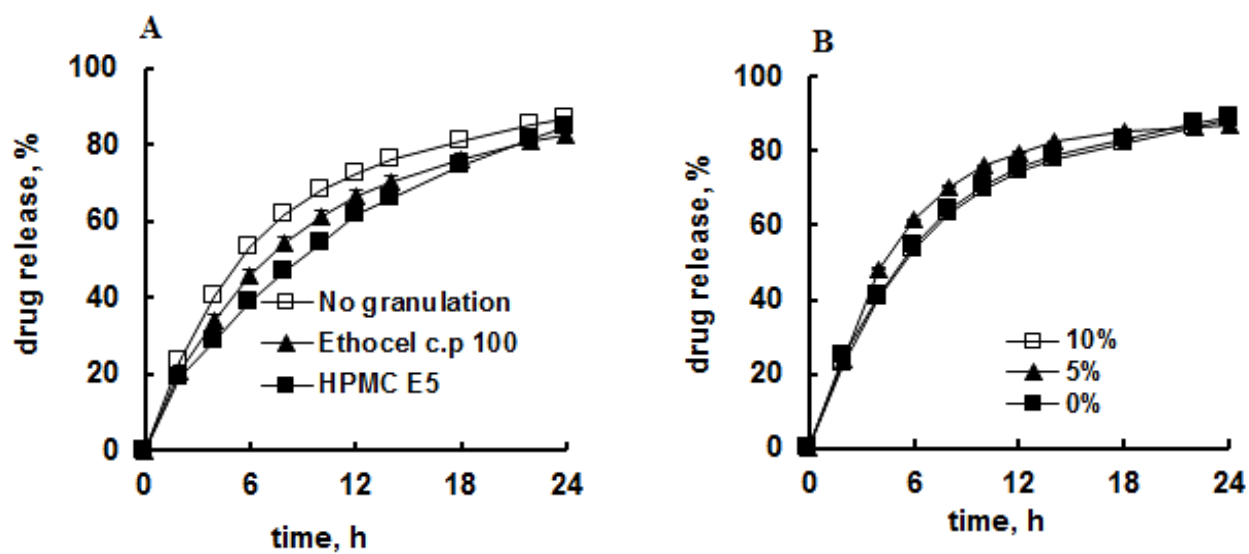 A
drug release, %
100
80
60
40
20
0
No granulation
Ethocel c.p 100
HPMC E5
0 6 12 18 24
time, h
B
drug release, %
100
80
60
40
20
0
10%
5%
0%
0 6 12 18 24
time, h